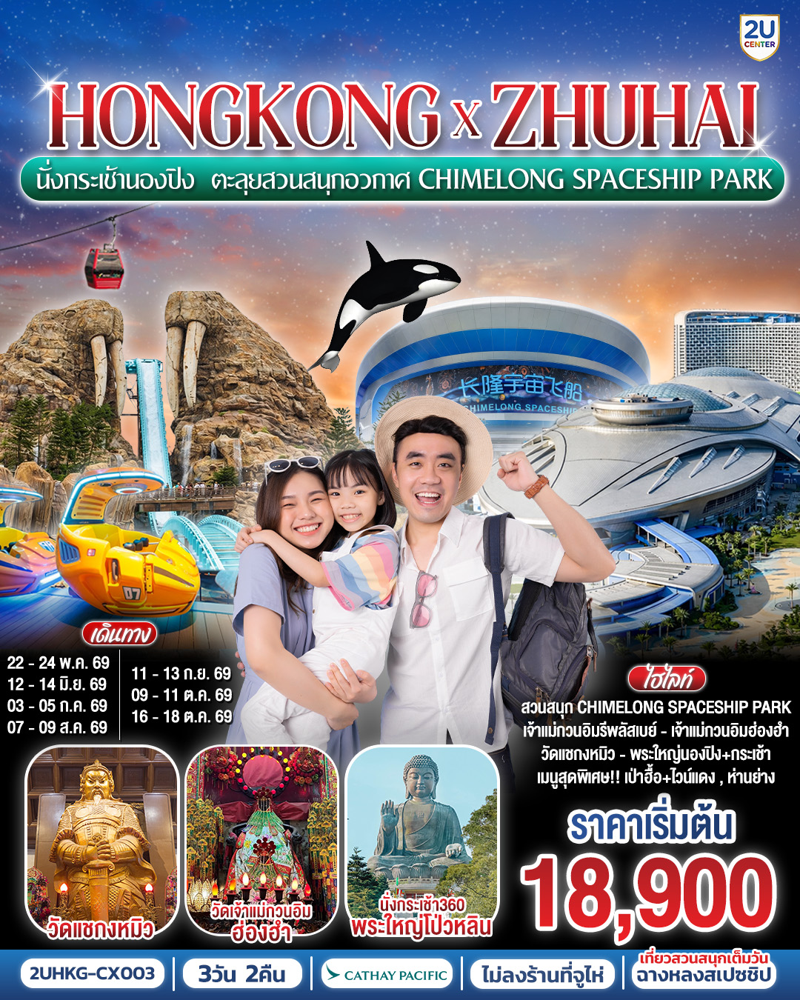 2U
CENTER
HONGKONG x ZHUHAI
นั่งกระเช้านองปิง ตะลุยสวนสนุกอวกาศ CHIMELONG SPACESHIP PARK
长隆宇宙飞船
CHIMELONG SPACESHIP
07
เดินทาง
22 - 24 พ.ค. 69
12 - 14 มิ.ย. 69
03 - 05 ก.ค. 69
07 - 09 ส.ค. 69
11 - 13 ก.ย. 69
09 - 11 ต.ค. 69
16 - 18 ต.ค. 69
ไฮไลท์
สวนสนุก CHIMELONG SPACESHIP PARK
เจ้าแม่กวนอิมรีพลัสเบย์ - เจ้าแม่กวนอิมฮ่องฮำ
วัดแชกงหมิว - พระใหญ่นองปิง+กระเช้า
เมนูสุดพิเศษ!! เป่าฮื้อ+ไวน์แดง , ห่านย่าง
วัดแชกงหมิว
วัดเจ้าแม่กวนอิม
ฮ่องฮำ
นั่งกระเช้า360
พระใหญ่โป่วหลิน
ราคาเริ่มต้น
18,900
2UHKG-CX003
3วัน 2คืน
CATHAY PACIFIC
ไม่ลงร้านที่จูไห่
เที่ยวสวนสนุกเต็มวัน
ฉางหลงสเปซชิป